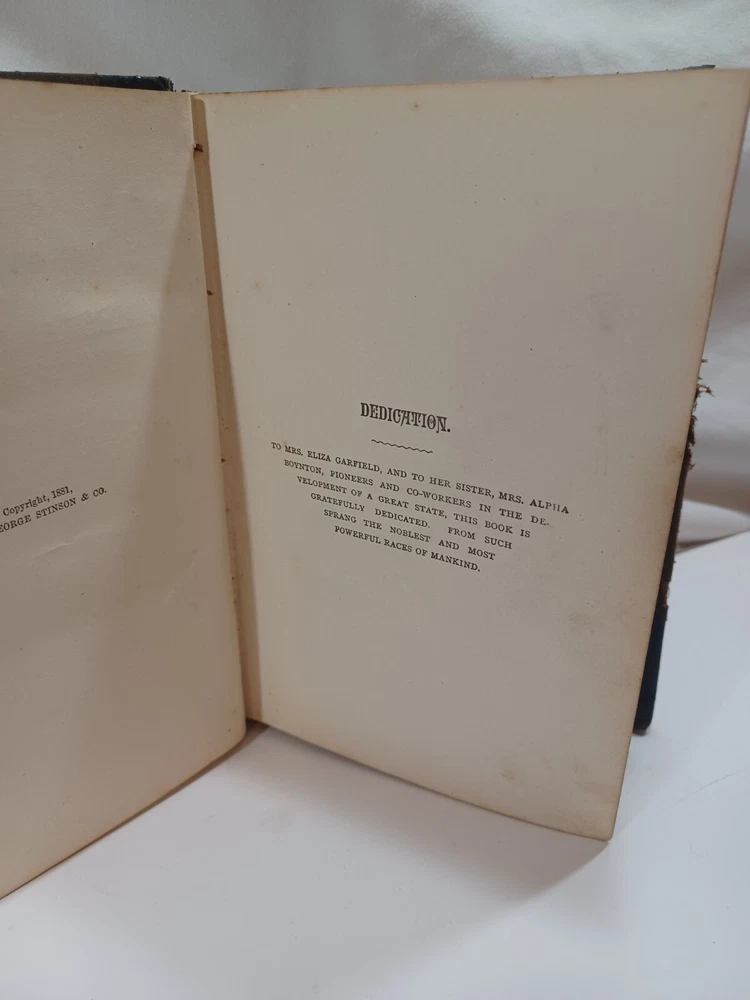 Copyright, 1881,
EORGE STINSON & CO.
DEDICATION.
TO MRS. ELIZA GARFIELD, AND TO HER SISTER, MRS. ALPHA
BOYNTON, PIONEERS AND CO-WORKERS IN THE DE-
VELOPMENT OF A GREAT STATE, THIS BOOK IS
GRATEFULLY DEDICATED. FROM SUCH
SPRANG THE NOBLEST AND MOST
POWERFUL RACES OF MANKIND.